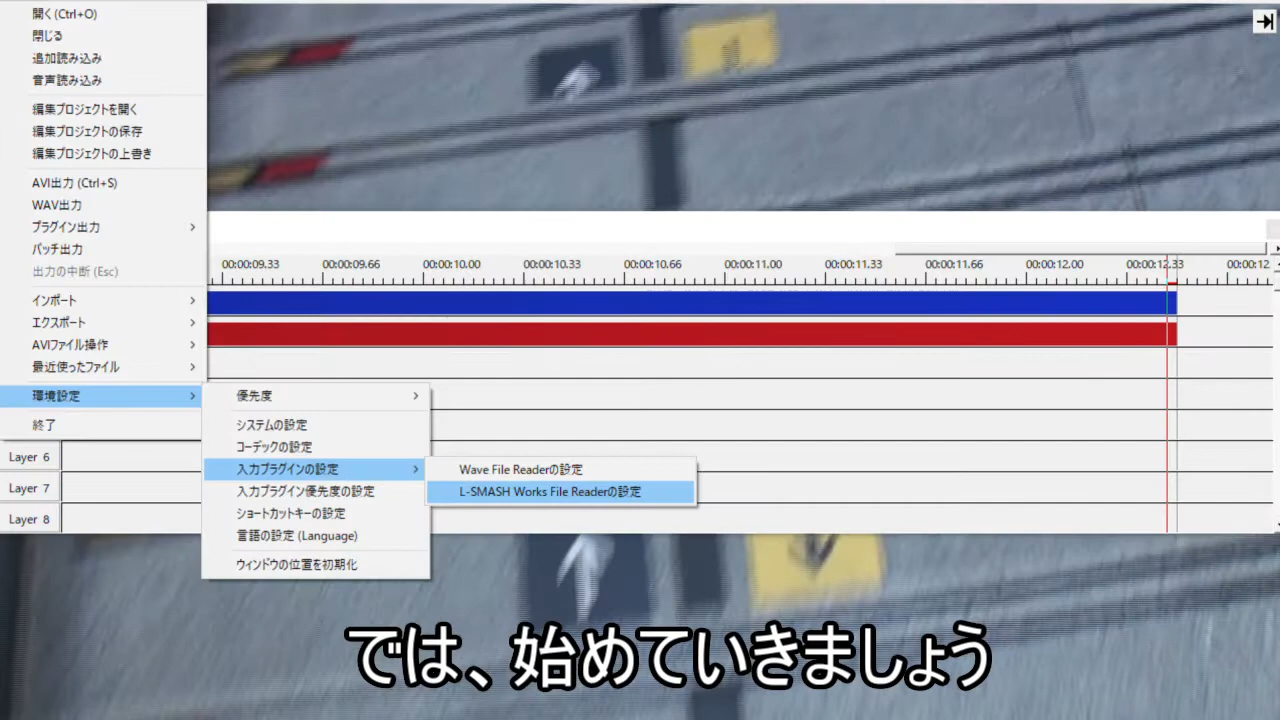 開く(Ctrl+O)
閉じる
追加読み込み
音声読み込み
編集プロジェクトを開く
編集プロジェクトの保存
編集プロジェクトの上書き
AVI出力 (Ctrl+S)
WAV出力
プラグイン出力
バッチ出力
出力の中断 (Esc)
インポート
エクスポート
AVIファイル操作
最近使ったファイル
環境設定
終了
00:00:09.33 00:00:09.66 00:00:10.00 00:00:10.33 00:00:10.66 00:00:11.00 00:00:11.33 00:00:11.66 00:00:12.00 00:00:12.33 00:00:12
優先度
システムの設定
コーデックの設定
入力プラグインの設定
入力プラグイン優先度の設定
ショートカットキーの設定
言語の設定 (Language)
ウィンドウの位置を初期化
Wave File Readerの設定
L-SMASH Works File Readerの設定
Layer 6
Layer 7
Layer 8
では、始めていきましょう